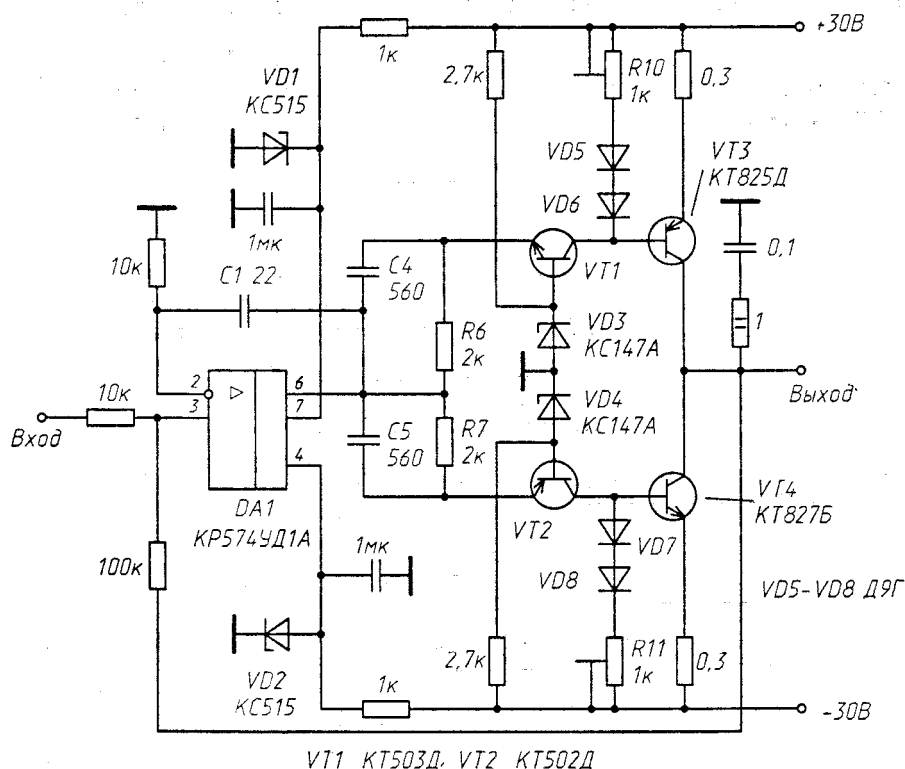 +30В
1к
2,7к
R10
1к
0,3
VD1
КС515
VD5
VT3
КТ825Д
VD6
1мк
10к
C1 22
C4
560
VT1
0,1
R6
2к
VD3
КС147А
1
2
6
10к
3
7
Вход
Выход
4
C5
560
R7
2к
VD4
КС147А
DA1
КР574УД1А
VT2
VT4
КТ827Б
100к
1мк
VD7
VD8
VD5-VD8 Д9Г
VD2
КС515
1к
2,7к
R11
1к
0,3
-30В
VT1 КТ503Д, VT2 КТ502Д